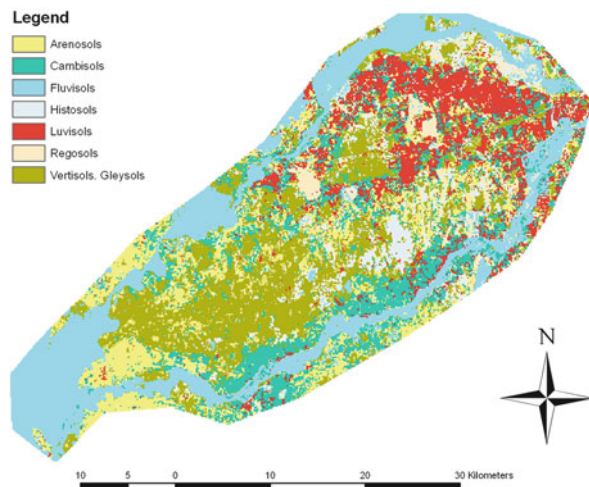 Legend
Arenosols
Cambisols
Fluvisols
Histosols
Luvisols
Regosols
Vertisols. Gleysols
N
10 5 0 10 20 30 Kilometers